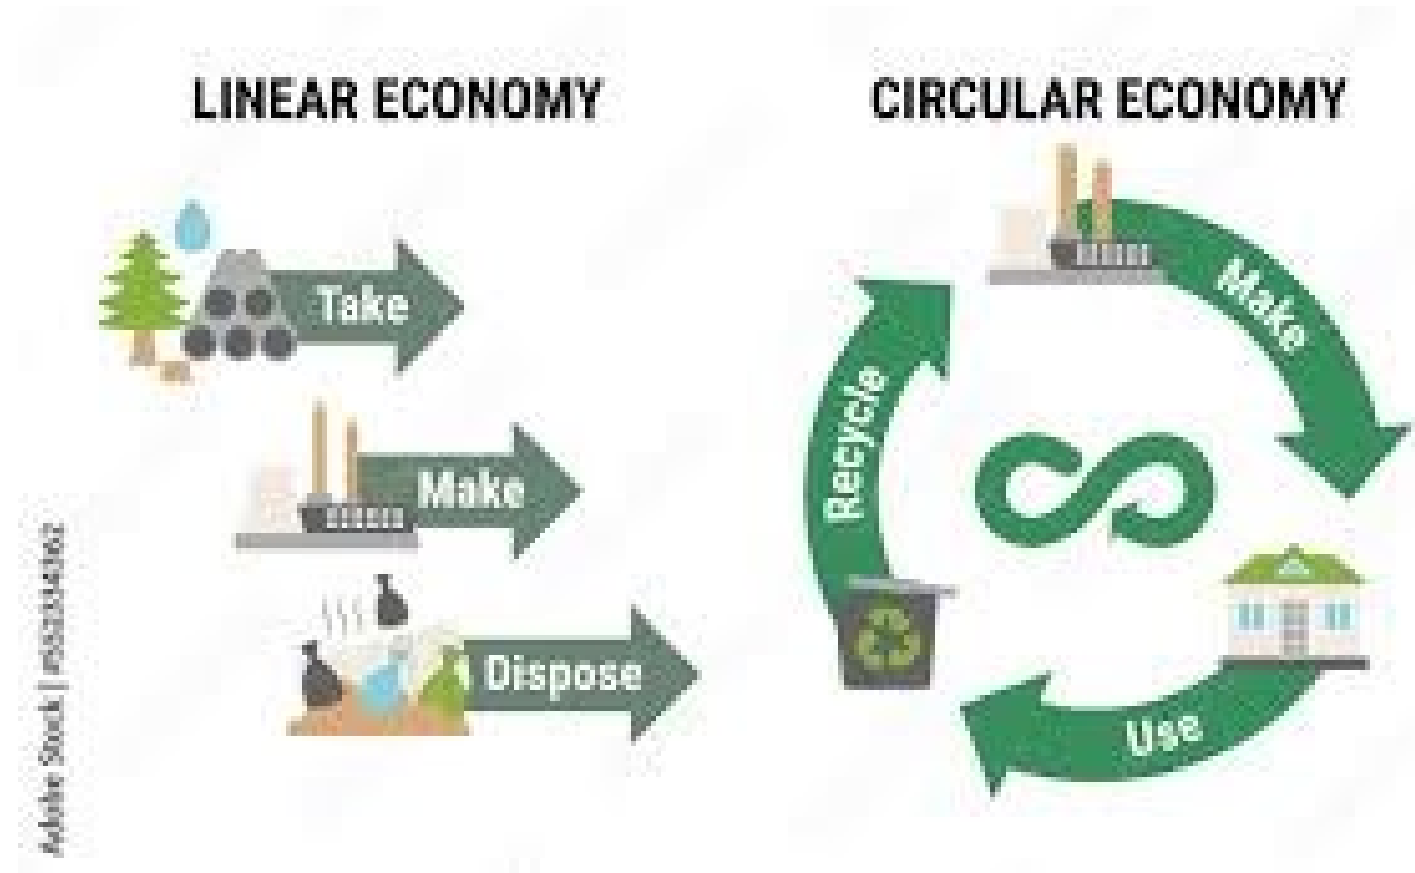 LINEAR ECONOMY
Take
Make
Dispose
CIRCULAR ECONOMY
Make
Use
Recycle
Adobe Stock |